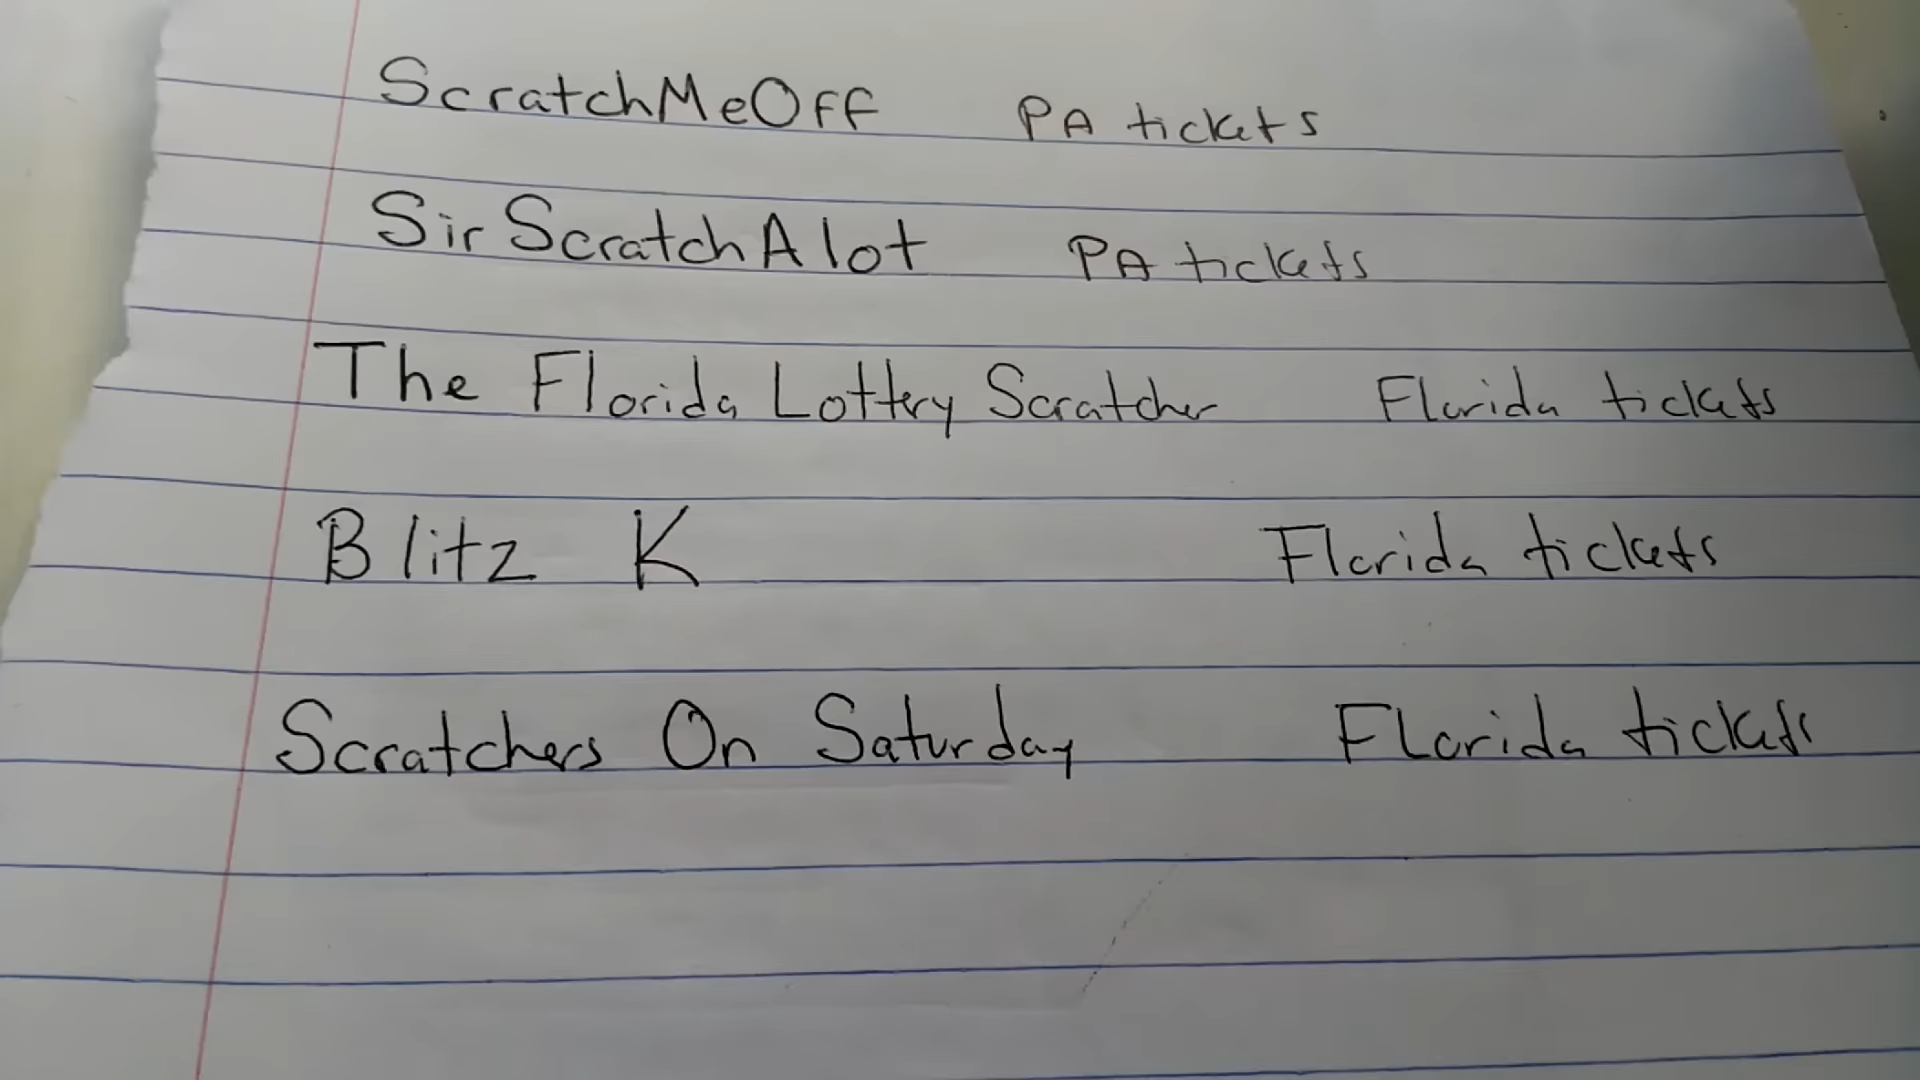 ScratchMeOff PA tickets
SirScratchAlot PA tickets
The Florida Lottery Scratcher Florida tickets
Blitz K Florida tickets
Scratchers On Saturday Florida tickets